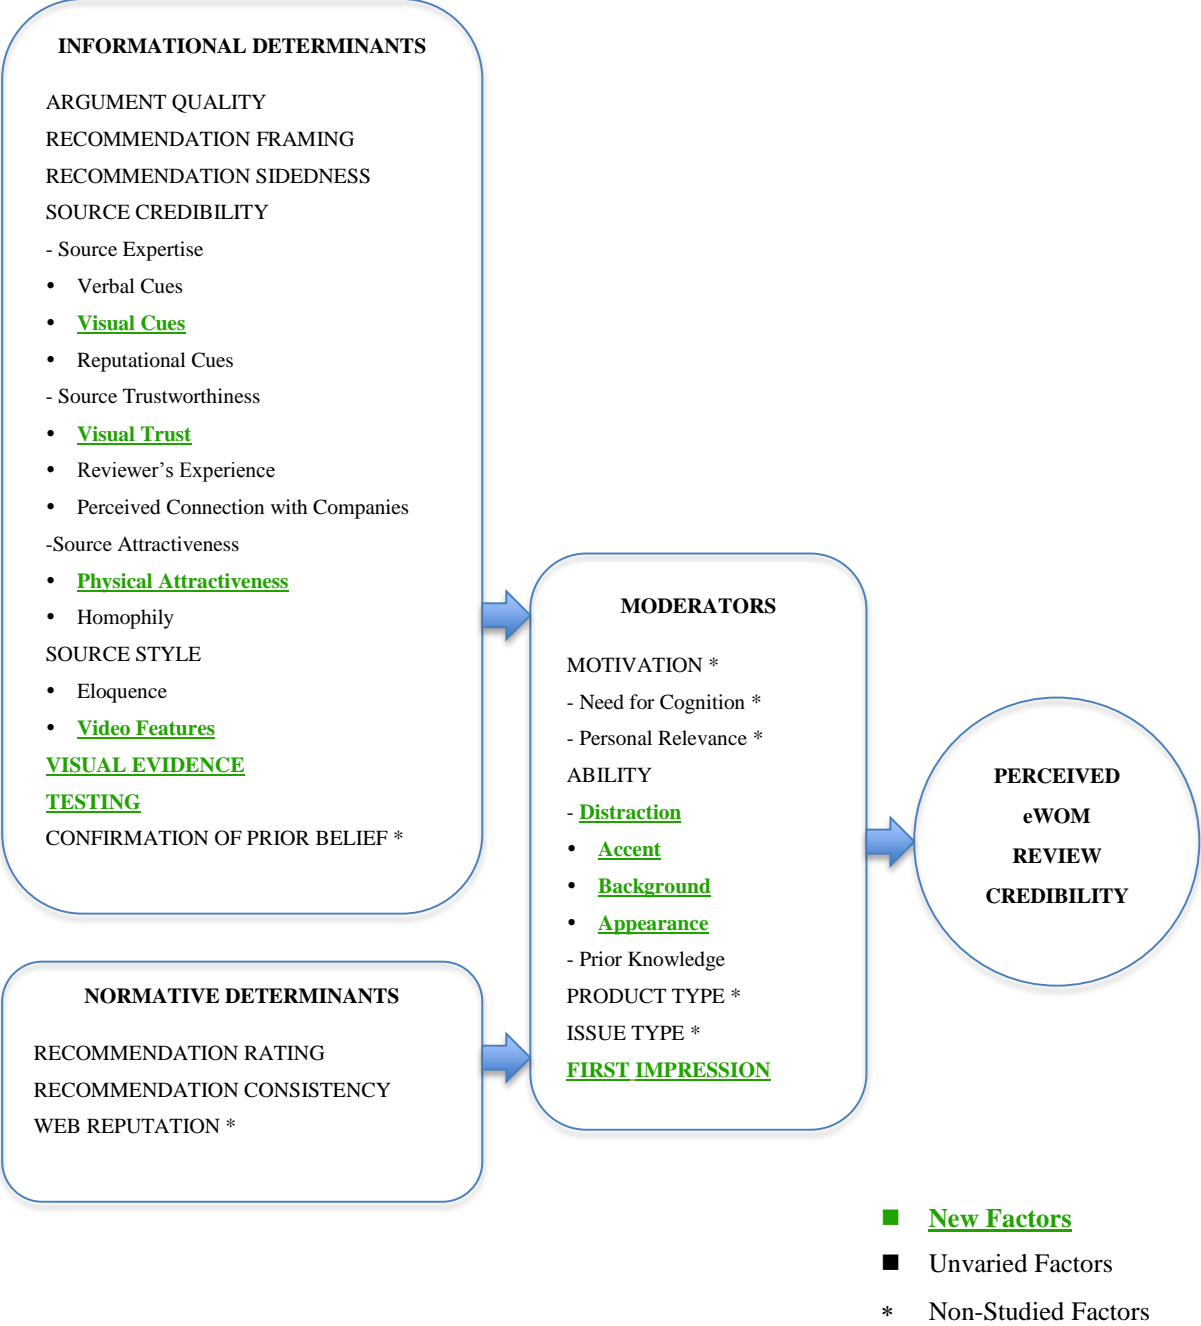 INFORMATIONAL DETERMINANTS
ARGUMENT QUALITY
RECOMMENDATION FRAMING
RECOMMENDATION SIDEDNESS
SOURCE CREDIBILITY
- Source Expertise
• Verbal Cues
• Visual Cues
• Reputational Cues
- Source Trustworthiness
• Visual Trust
• Reviewer’s Experience
• Perceived Connection with Companies
-Source Attractiveness
• Physical Attractiveness
• Homophily
SOURCE STYLE
• Eloquence
• Video Features
VISUAL EVIDENCE
TESTING
CONFIRMATION OF PRIOR BELIEF *
NORMATIVE DETERMINANTS
RECOMMENDATION RATING
RECOMMENDATION CONSISTENCY
WEB REPUTATION *
MODERATORS
MOTIVATION *
- Need for Cognition *
- Personal Relevance *
ABILITY
- Distraction
• Accent
• Background
• Appearance
- Prior Knowledge
PRODUCT TYPE *
ISSUE TYPE *
FIRST IMPRESSION
PERCEIVED
eWOM
REVIEW
CREDIBILITY
■ New Factors
■ Unvaried Factors
* Non-Studied Factors